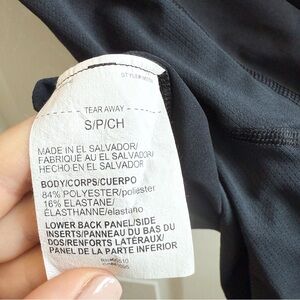 TEAR AWAY
S/P/CH
MADE IN EL SALVADOR/
FABRIQUÉ AU EL SALVADOR/
HECHO EN EL SALVADOR
BODY/CORPS/CUERPO
84% POLYESTER/poliéster
16% ELASTANE/
ÉLASTHANNE/elastano
LOWER BACK PANEL/SIDE
INSERTS/PANNEAU DU BAS DU
DOS/RENFORTS LATÉRAUX/
PANEL DE LA PARTE INFERIOR